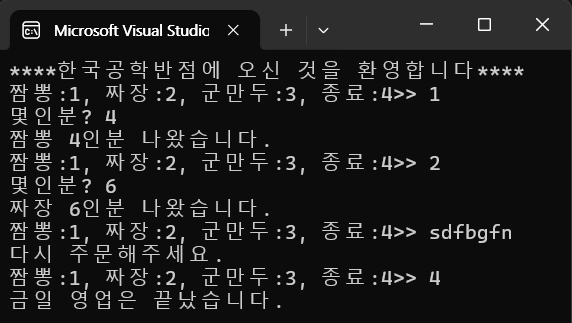 Microsoft Visual Studio
****한국공학반점에 오신 것을 환영합니다****
짬뽕:1, 짜장:2, 군만두:3, 종료:4>> 1
몇인분? 4
짬뽕 4인분 나왔습니다.
짬뽕:1, 짜장:2, 군만두:3, 종료:4>> 2
몇인분? 6
짜장 6인분 나왔습니다.
짬뽕:1, 짜장:2, 군만두:3, 종료:4>> sdfbgfn
다시 주문해주세요.
짬뽕:1, 짜장:2, 군만두:3, 종료:4>> 4
금일 영업은 끝났습니다.